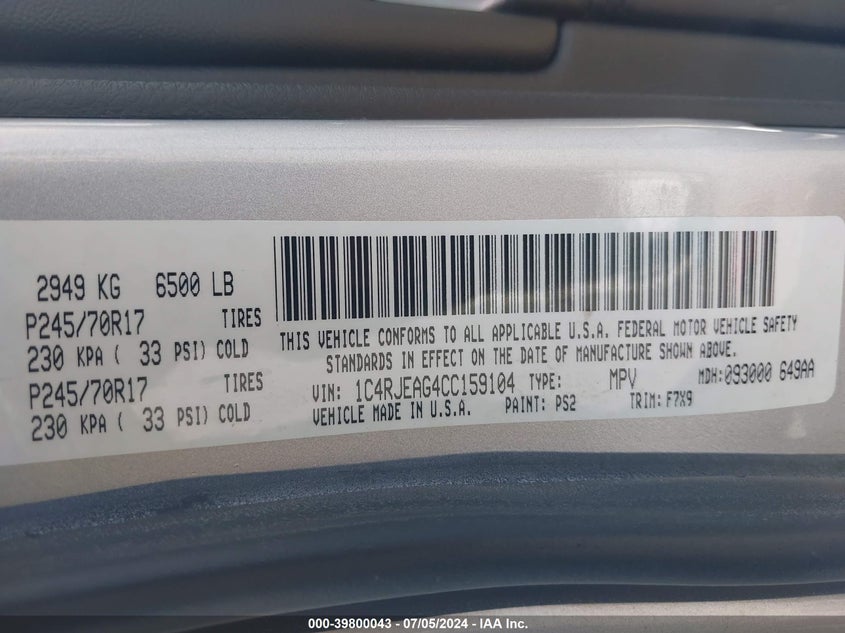 2949 KG 6500 LB
P245/70R17 TIRES
230 KPA ( 33 PSI) COLD
P245/70R17 TIRES
230 KPA ( 33 PSI) COLD
THIS VEHICLE CONFORMS TO ALL APPLICABLE U.S.A. FEDERAL MOTOR VEHICLE SAFETY
STANDARDS IN EFFECT ON THE DATE OF MANUFACTURE SHOWN ABOVE.
VIN: 1C4RJEAG4CC159104 TYPE: MPV MDH: 093000 649AA
VEHICLE MADE IN U.S.A. PAINT: PS2 TRIM: F7X9
000-39800043 - 07/05/2024 - IAA Inc.